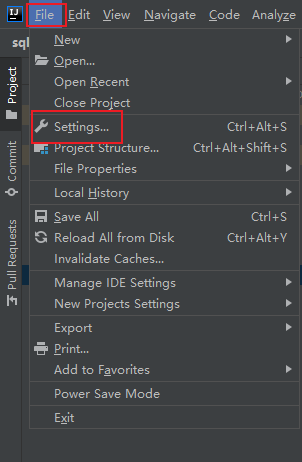 IJ File Edit View Navigate Code Analyze
sql
Project
Commit
Pull Requests
New
Open...
Open Recent
Close Project
Settings... Ctrl+Alt+S
Project Structure... Ctrl+Alt+Shift+S
File Properties
Local History
Save All Ctrl+S
Reload All from Disk Ctrl+Alt+Y
Invalidate Caches...
Manage IDE Settings
New Projects Settings
Export
Print...
Add to Favorites
Power Save Mode
Exit